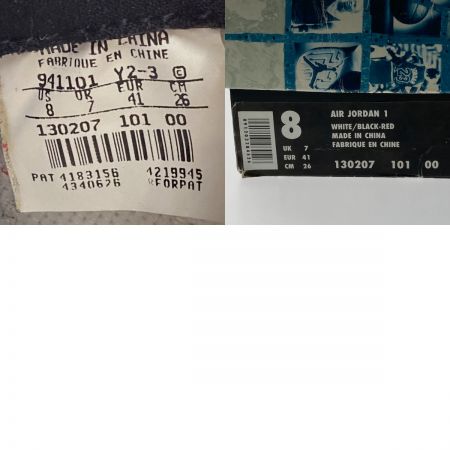 MADE IN CHINA
FABRIQUE EN CHINE
941101 Y2-3 C
US UK EUR CM
8 7 41 26
130207 101 00
PAT 4183156 4219945
4340626 &FORPAT
8
AIR JORDAN 1
WHITE/BLACK-RED
MADE IN CHINA
FABRIQUE EN CHINE
UK 7
EUR 41
CM 26
130207 101 00
23